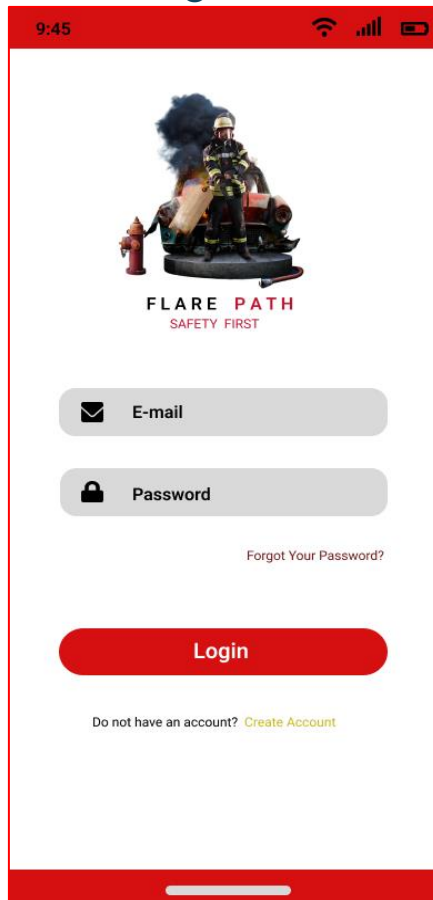 9:45
FLARE PATH
SAFETY FIRST
E-mail
Password
Forgot Your Password?
Login
Do not have an account? Create Account